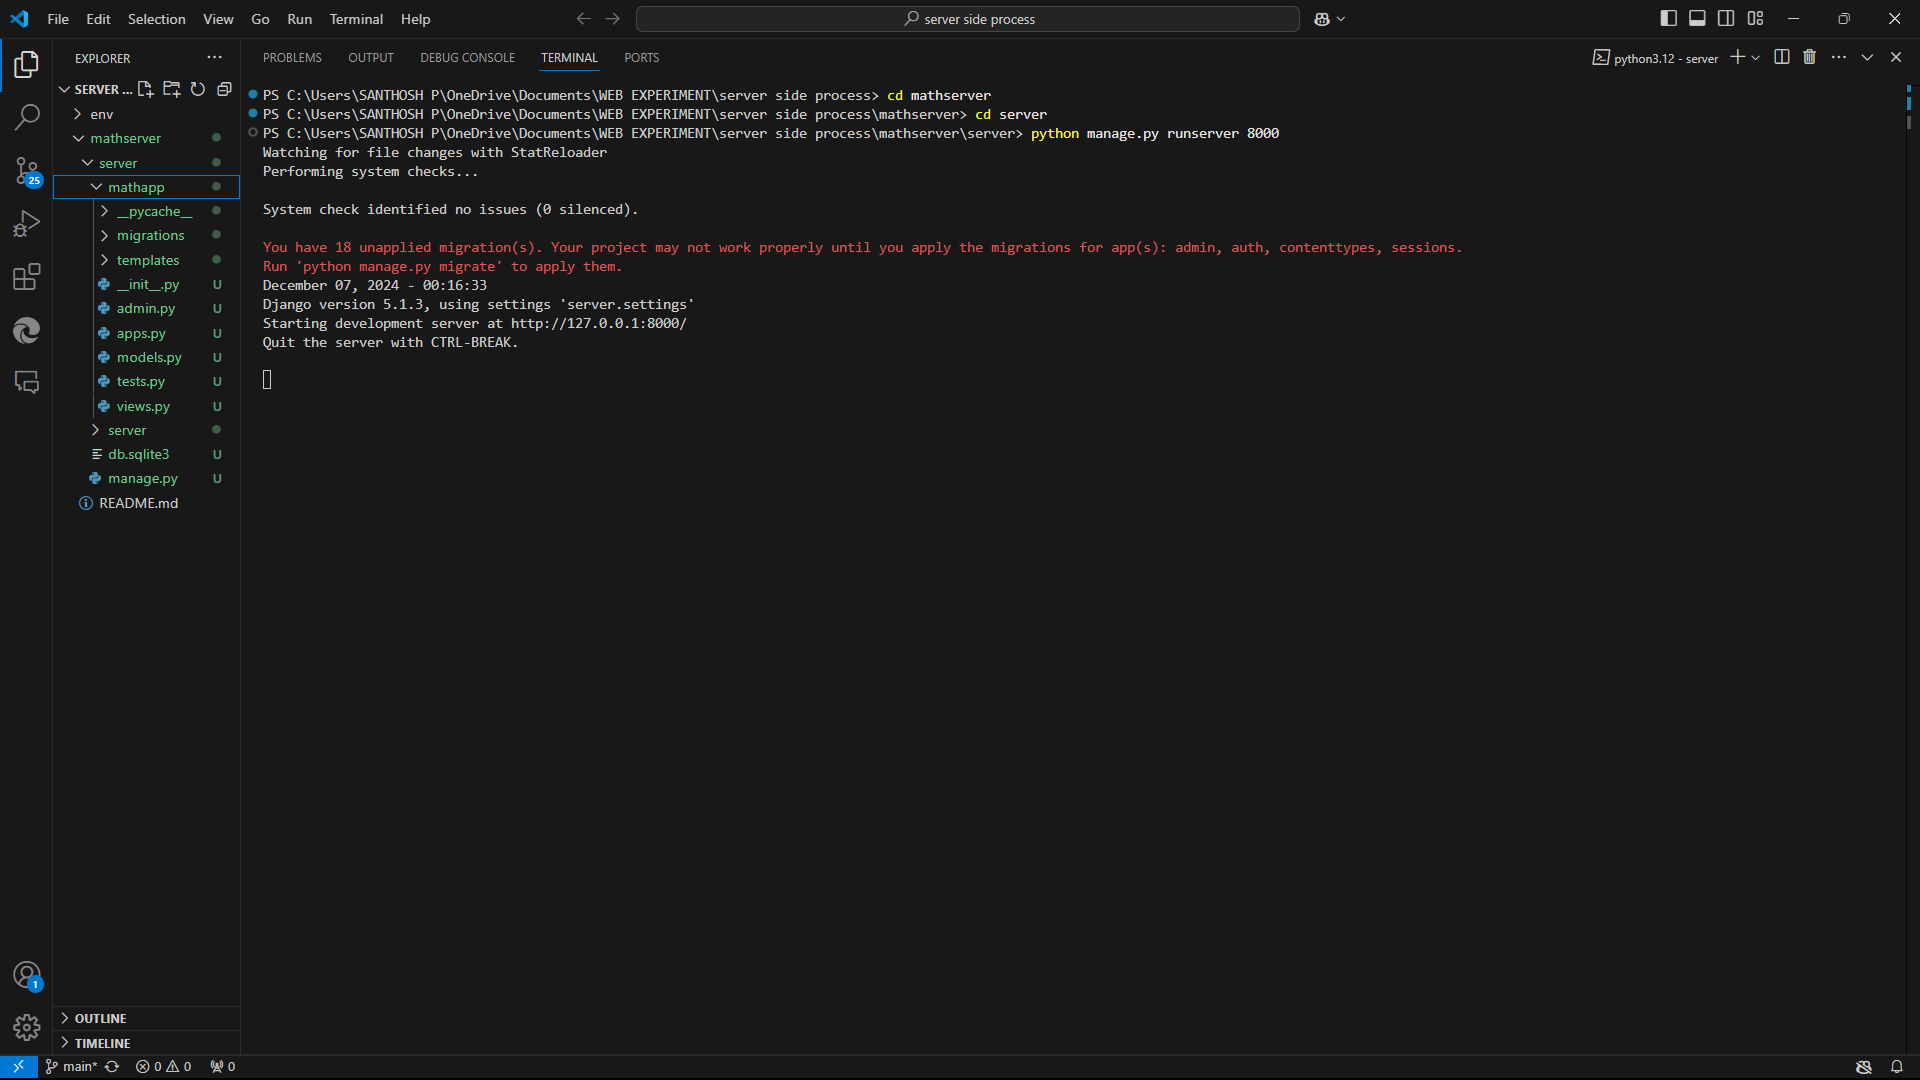 File Edit Selection View Go Run Terminal Help
server side process
EXPLORER
SERVER ...
env
mathserver
server
mathapp
__pycache__
migrations
templates
__init__.py U
admin.py U
apps.py U
models.py U
tests.py U
views.py U
server
db.sqlite3 U
manage.py U
README.md
OUTLINE
TIMELINE
25
1
PROBLEMS OUTPUT DEBUG CONSOLE TERMINAL PORTS
python3.12 - server
PS C:\Users\SANTHOSH P\OneDrive\Documents\WEB EXPERIMENT\server side process> cd mathserver
PS C:\Users\SANTHOSH P\OneDrive\Documents\WEB EXPERIMENT\server side process\mathserver> cd server
PS C:\Users\SANTHOSH P\OneDrive\Documents\WEB EXPERIMENT\server side process\mathserver\server> python manage.py runserver 8000
Watching for file changes with StatReloader
Performing system checks...
System check identified no issues (0 silenced).
You have 18 unapplied migration(s). Your project may not work properly until you apply the migrations for app(s): admin, auth, contenttypes, sessions.
Run 'python manage.py migrate' to apply them.
December 07, 2024 - 00:16:33
Django version 5.1.3, using settings 'server.settings'
Starting development server at http://127.0.0.1:8000/
Quit the server with CTRL-BREAK.
main* 0 0 0